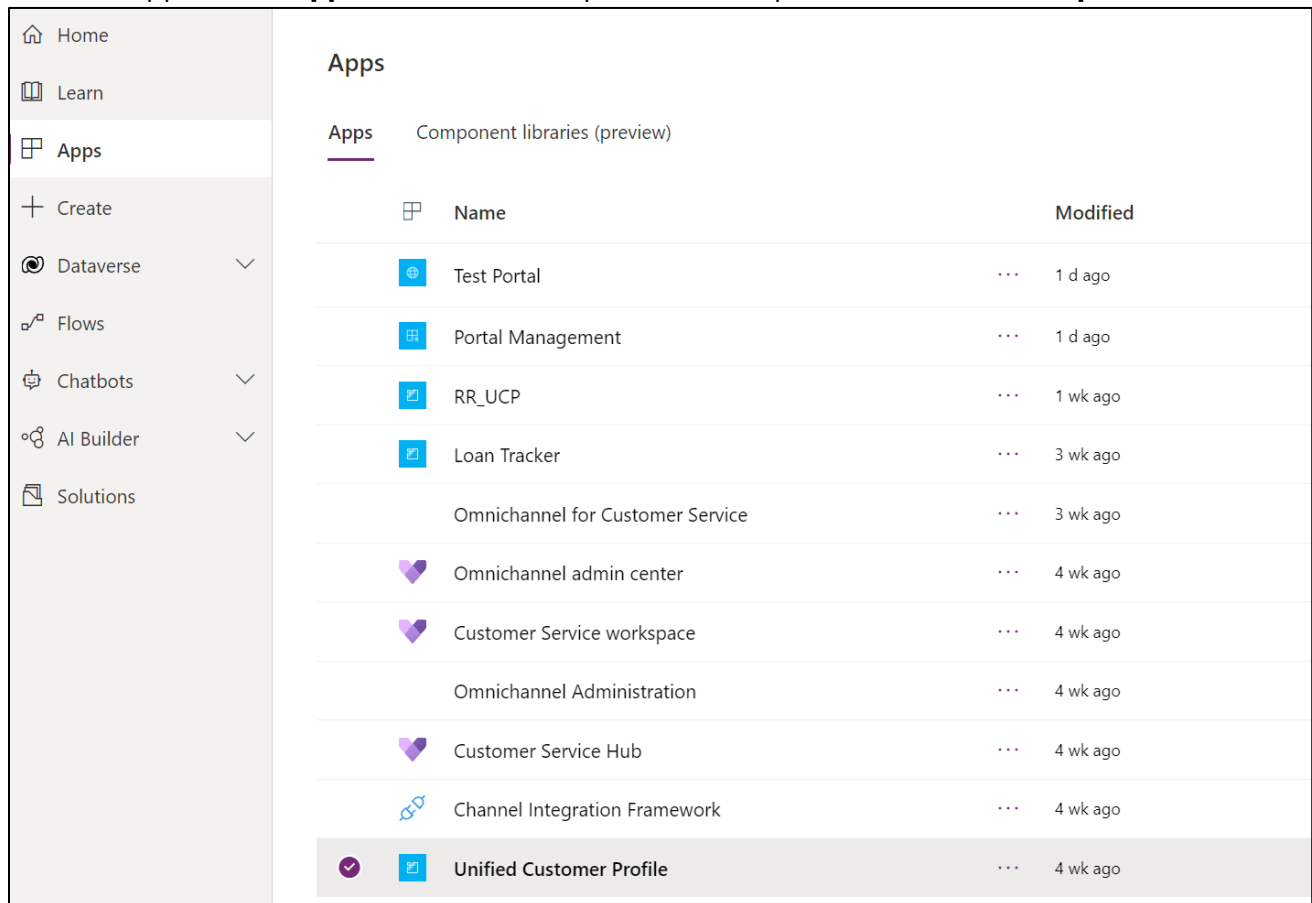 Home
Learn
Apps
Create
Dataverse
Flows
Chatbots
AI Builder
Solutions
Apps
Apps Component libraries (preview)
Name Modified
Test Portal ... 1 d ago
Portal Management ... 1 d ago
RR_UCP ... 1 wk ago
Loan Tracker ... 3 wk ago
Omnichannel for Customer Service ... 3 wk ago
Omnichannel admin center ... 4 wk ago
Customer Service workspace ... 4 wk ago
Omnichannel Administration ... 4 wk ago
Customer Service Hub ... 4 wk ago
Channel Integration Framework ... 4 wk ago
Unified Customer Profile ... 4 wk ago